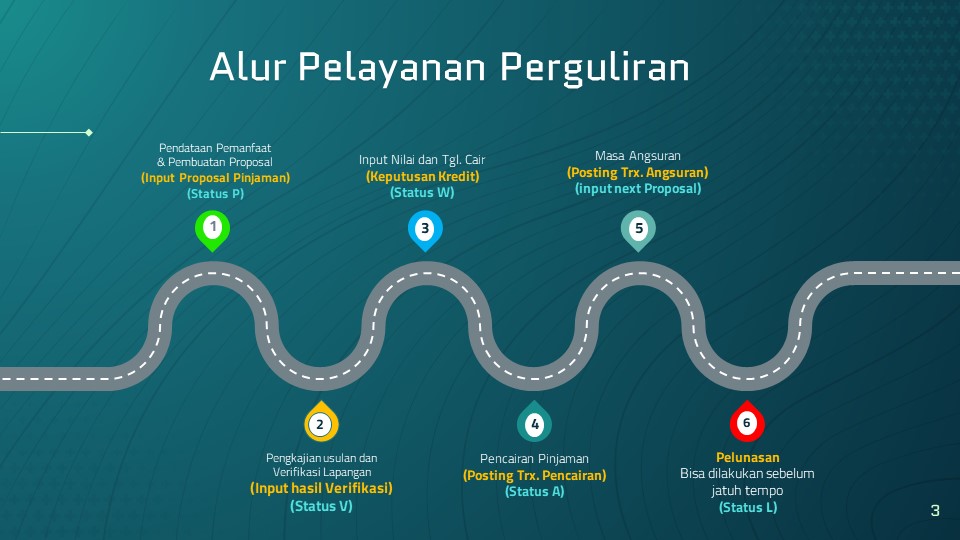 Alur Pelayanan Perguliran
Pendataan Pemanfaat
& Pembuatan Proposal
(Input Proposal Pinjaman)
(Status P)
1
Pengkajian usulan dan
Verifikasi Lapangan
(Input hasil Verifikasi)
(Status V)
2
Input Nilai dan Tgl. Cair
(Keputusan Kredit)
(Status W)
3
Pencairan Pinjaman
(Posting Trx. Pencairan)
(Status A)
4
Masa Angsuran
(Posting Trx. Angsuran)
(input next Proposal)
5
6
Pelunasan
Bisa dilakukan sebelum
jatuh tempo
(Status L)
3